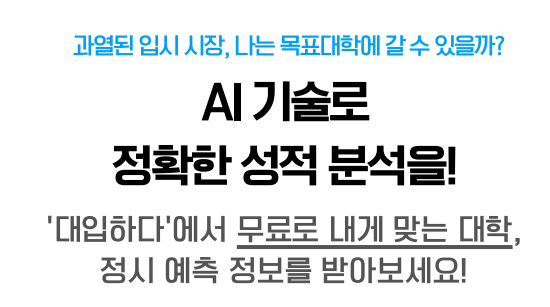 과열된 입시 시장, 나는 목표대학에 갈 수 있을까?
AI 기술로
정확한 성적 분석을!
'대입하다'에서 무료로 내게 맞는 대학,
정시 예측 정보를 받아보세요!